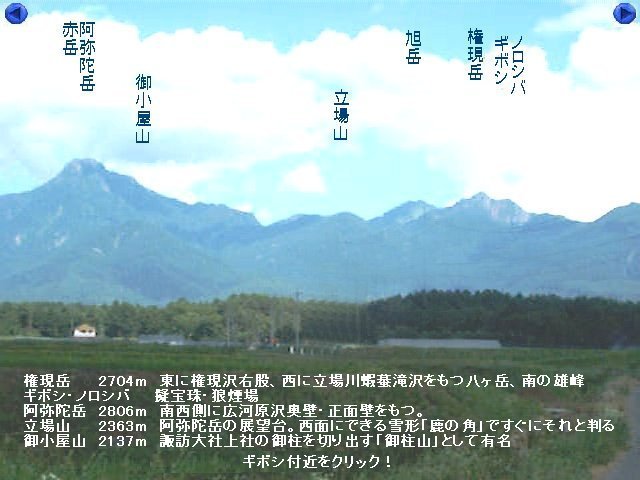 赤岳
阿弥陀岳
御小屋山
立場山
旭岳
権現岳
ギボシ
ノロシバ
権現岳 2704m 東に権現沢右股、西に立場川蝦蟇滝沢をもつ八ヶ岳、南の雄峰
ギボシ・ノロシバ 擬宝珠・狼煙場
阿弥陀岳 2806m 南西側に広河原沢奥壁・正面壁をもつ。
立場山 2363m 阿弥陀岳の展望台。西面にできる雪形「鹿の角」ですぐにそれと判る
御小屋山 2137m 諏訪大社上社の御柱を切り出す「御柱山」として有名
ギボシ付近をクリック!